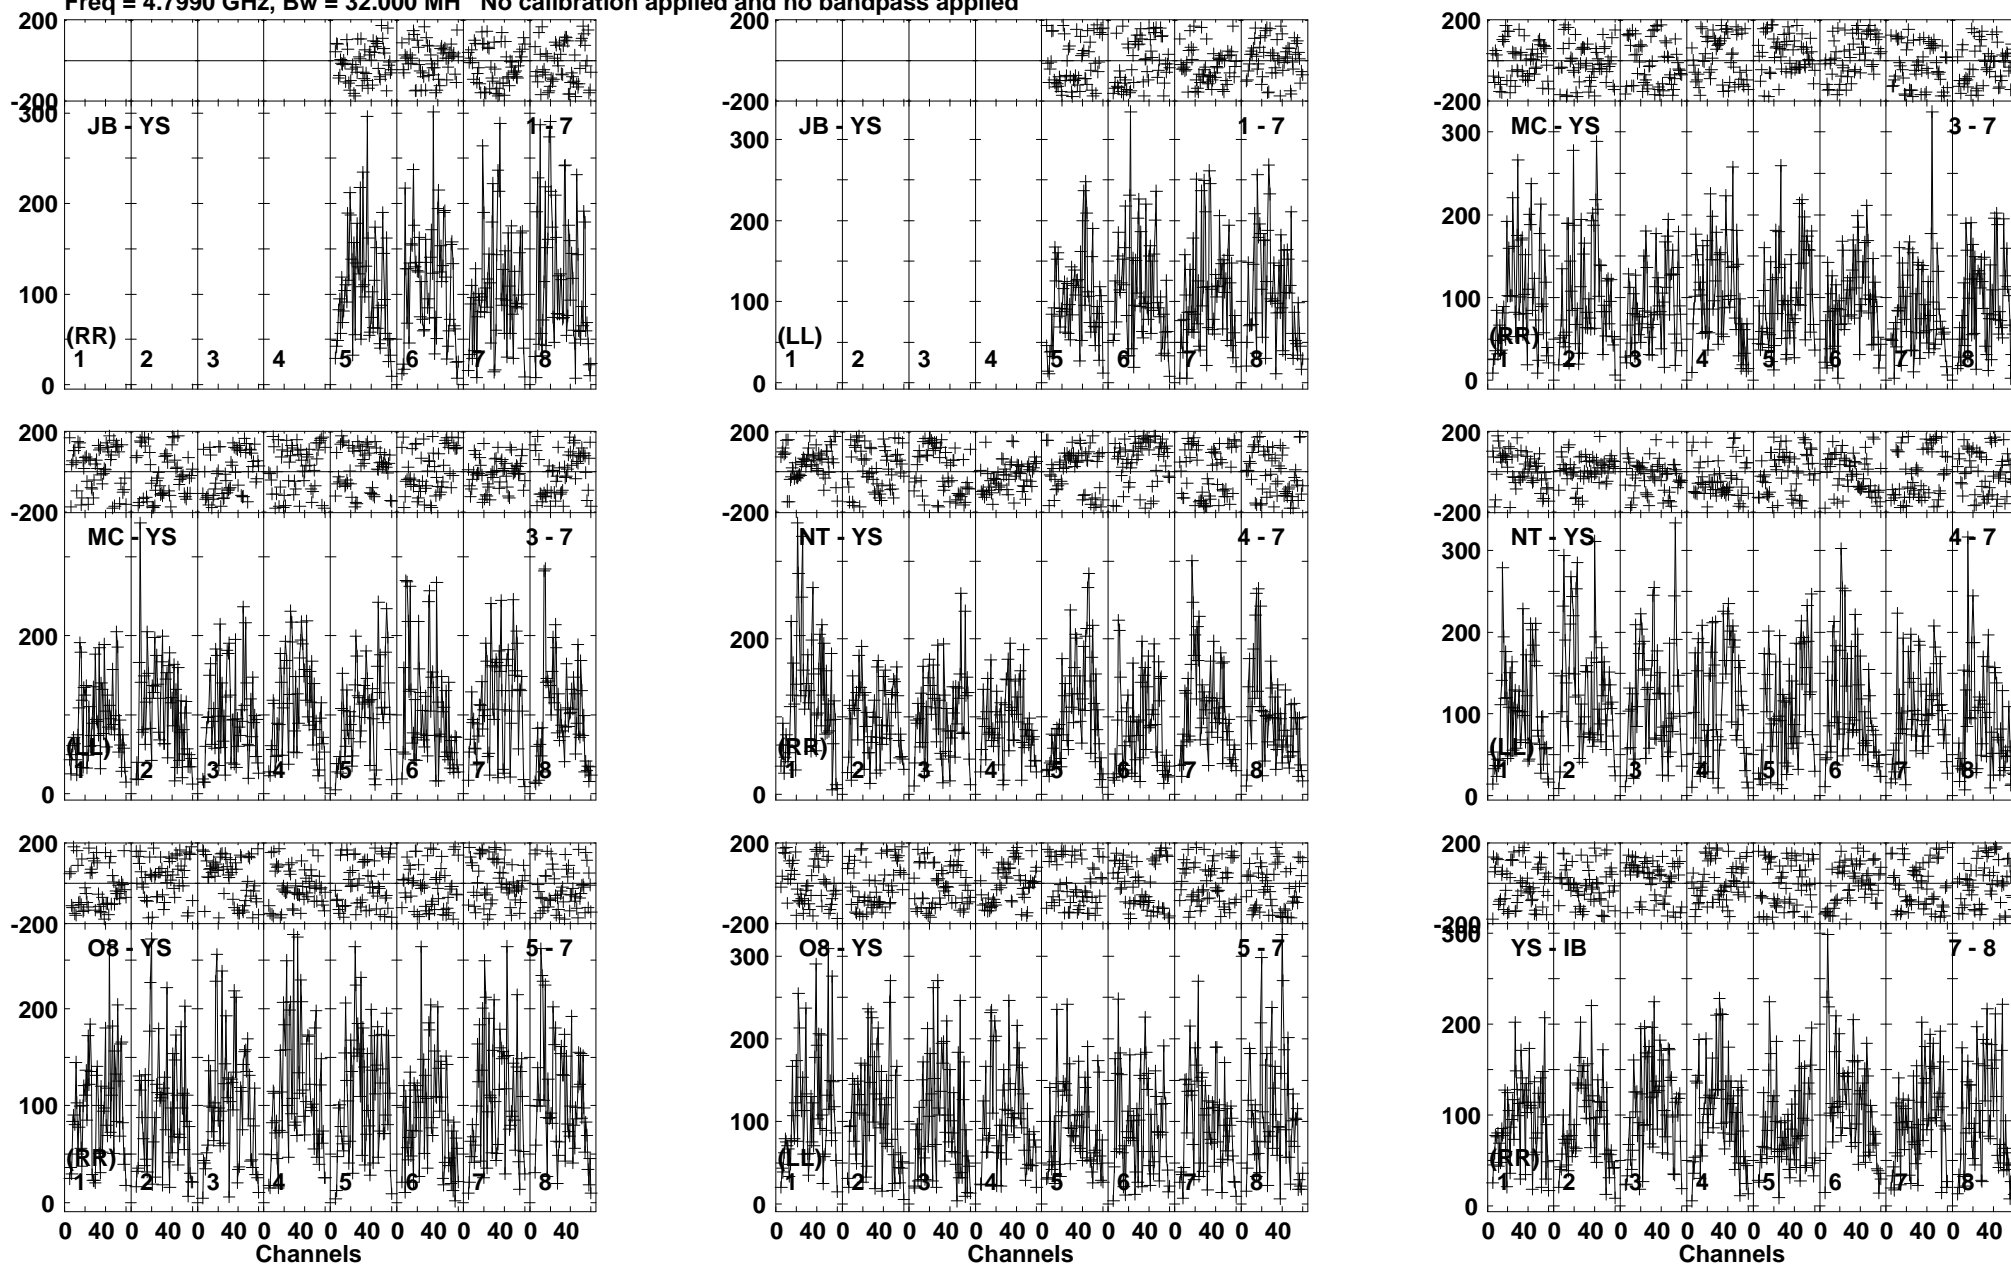 Freq = 4.7990 GHz, Bw = 32.000 MH No calibration applied and no bandpass applied
200 200 200
-200 -200 -200
300 JB - YS 1 - 7 300 JB - YS 1 - 7 300 MC - YS 3 - 7
200 200 200
100 100 100
(RR) (LL) (RR)
1 2 3 4 5 6 7 8 1 2 3 4 5 6 7 8 1 2 3 4 5 6 7 8
0 0 0
200 200 200
-200 -200 -200
MC - YS 3 - 7 NT - YS 4 - 7 300 NT - YS 4 - 7
200 200 200
100
(LL) (RR) (LL)
1 2 3 4 5 6 7 8 1 2 3 4 5 6 7 8 1 2 3 4 5 6 7 8
0 0 0
200 200 200
-200 -200 -200
O8 - YS 5 - 7 300 O8 - YS 5 - 7 300 YS - IB 7 - 8
200 200 200
100 100 100
(RR) (LL) (RR)
1 2 3 4 5 6 7 8 1 2 3 4 5 6 7 8 1 2 3 4 5 6 7 8
0 0 0
0 40 0 40 0 40 0 40 0 40 0 40 0 40 0 40 0 40 0 40 0 40 0 40 0 40 0 40 0 40 0 40 0 40 0 40 0 40 0 40 0 40 0 40 0 40 0 40
Channels Channels Channels